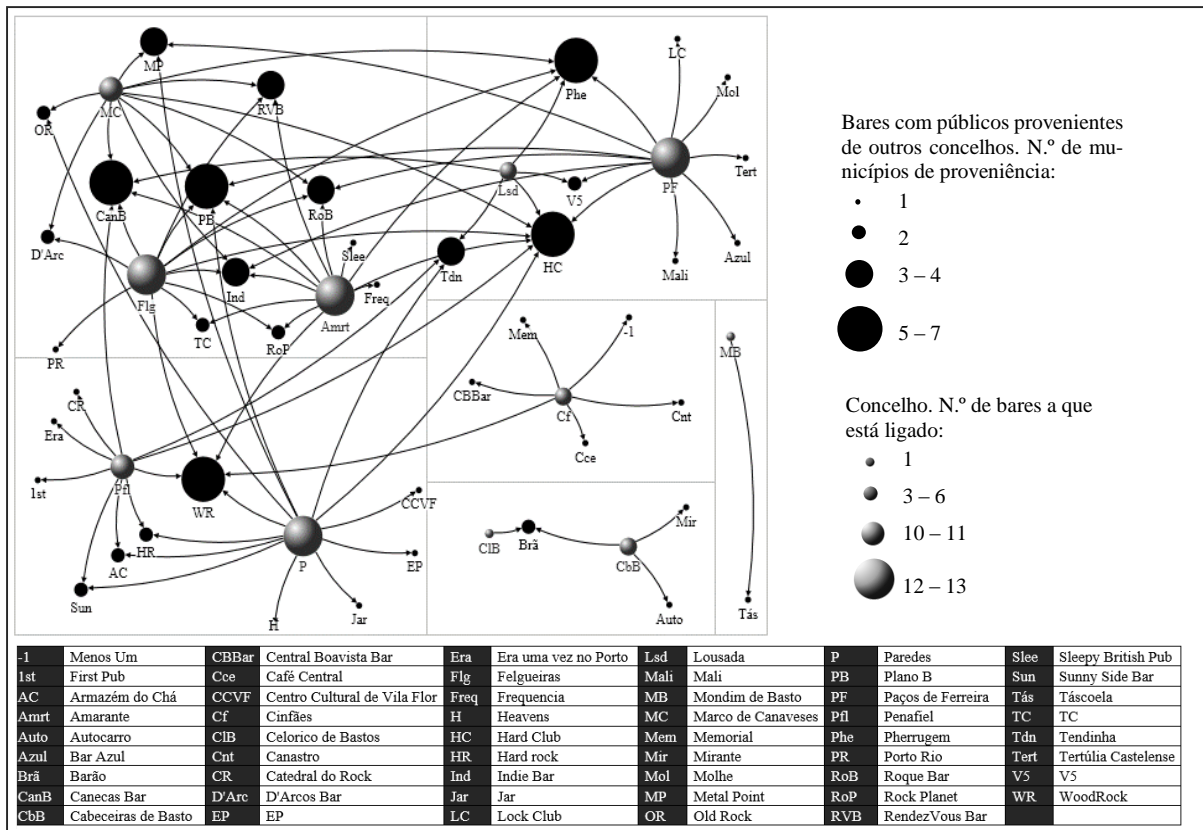 MP
MC
OR
RVB
Phe
LC
Mol
Tert
PF
Azul
Mali
Lsd
V5
CanB
PB
RoB
D'Arc
Slee
Freq
Tdn
HC
Flg
Ind
Amrt
TC
RoP
PR
Mem
-1
MB
CBBar
Cf
Cnt
Cce
CR
Era
1st
Pfl
WR
CCVF
HR
AC
P
EP
Sun
H
Jar
ClB
Brã
CbB
Mir
Auto
Tás
Bares com públicos provenientes
de outros concelhos. N.º de mu-
nicípios de proveniência:
1
2
3 – 4
5 – 7
Concelho. N.º de bares a que
está ligado:
1
3 – 6
10 – 11
12 – 13
-1 Menos Um CBBar Central Boavista Bar Era Era uma vez no Porto Lsd Lousada P Paredes Slee Sleepy British Pub
1st First Pub Cce Café Central Flg Felgueiras Mali Mali PB Plano B Sun Sunny Side Bar
AC Armazém do Chá CCVF Centro Cultural de Vila Flor Freq Frequencia MB Mondim de Basto PF Paços de Ferreira Tás Táscoela
Amrt Amarante Cf Cinfães H Heavens MC Marco de Canaveses Pfl Penafiel TC TC
Auto Autocarro ClB Celorico de Bastos HC Hard Club Mem Memorial Phe Pherrugem Tdn Tendinha
Azul Bar Azul Cnt Canastro HR Hard rock Mir Mirante PR Porto Rio Tert Tertúlia Castelense
Brã Barão CR Catedral do Rock Ind Indie Bar Mol Molhe RoB Roque Bar V5 V5
CanB Canecas Bar D'Arc D'Arcos Bar Jar Jar MP Metal Point RoP Rock Planet WR WoodRock
CbB Cabeceiras de Basto EP EP LC Lock Club OR Old Rock RVB RendezVous Bar